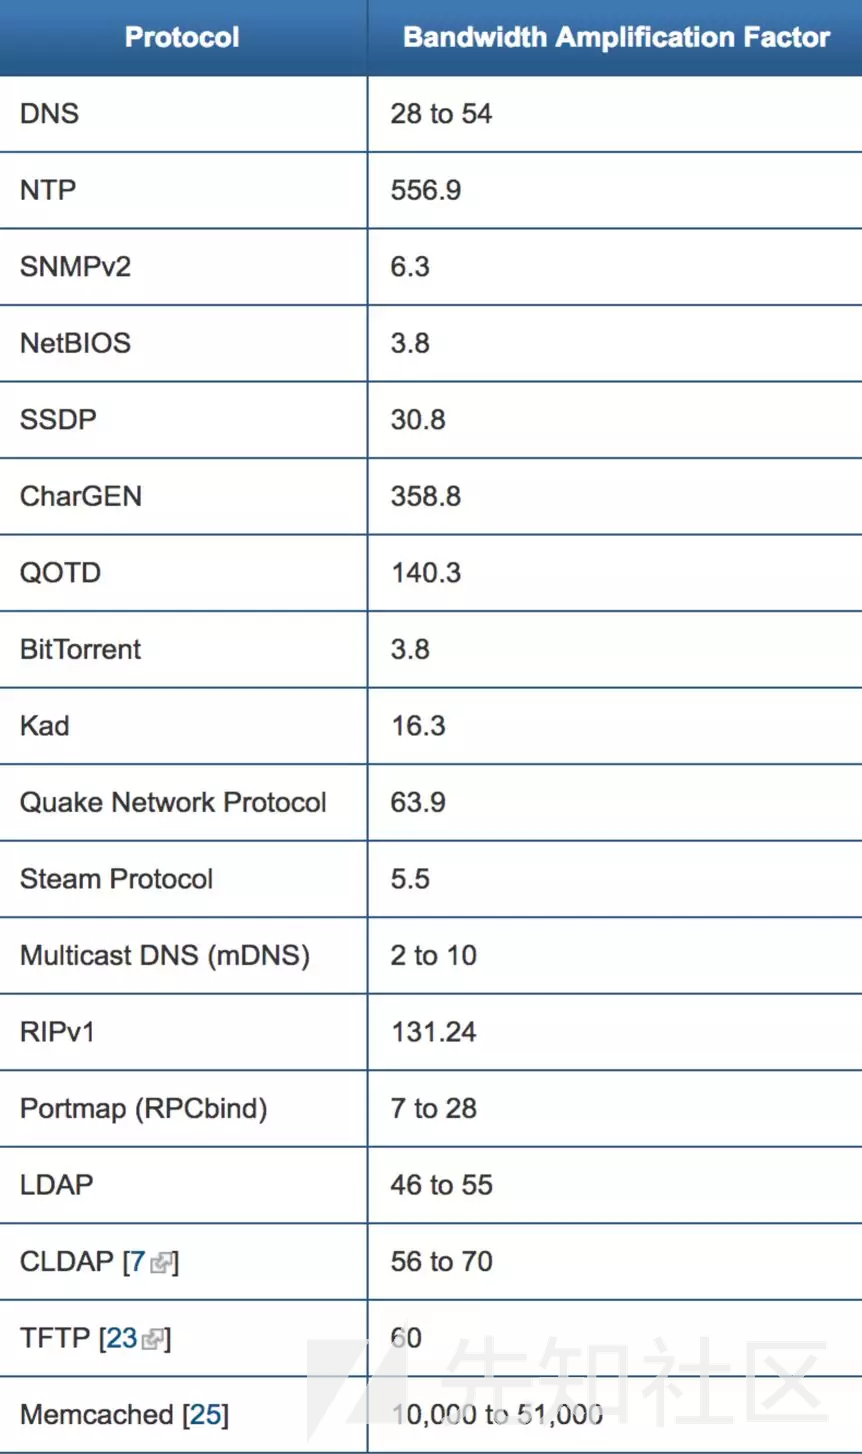 Protocol Bandwidth Amplification Factor
DNS 28 to 54
NTP 556.9
SNMPv2 6.3
NetBIOS 3.8
SSDP 30.8
CharGEN 358.8
QOTD 140.3
BitTorrent 3.8
Kad 16.3
Quake Network Protocol 63.9
Steam Protocol 5.5
Multicast DNS (mDNS) 2 to 10
RIPv1 131.24
Portmap (RPCbind) 7 to 28
LDAP 46 to 55
CLDAP [7] 56 to 70
TFTP [23] 60
Memcached [25] 10,000 to 51,000
先知社区